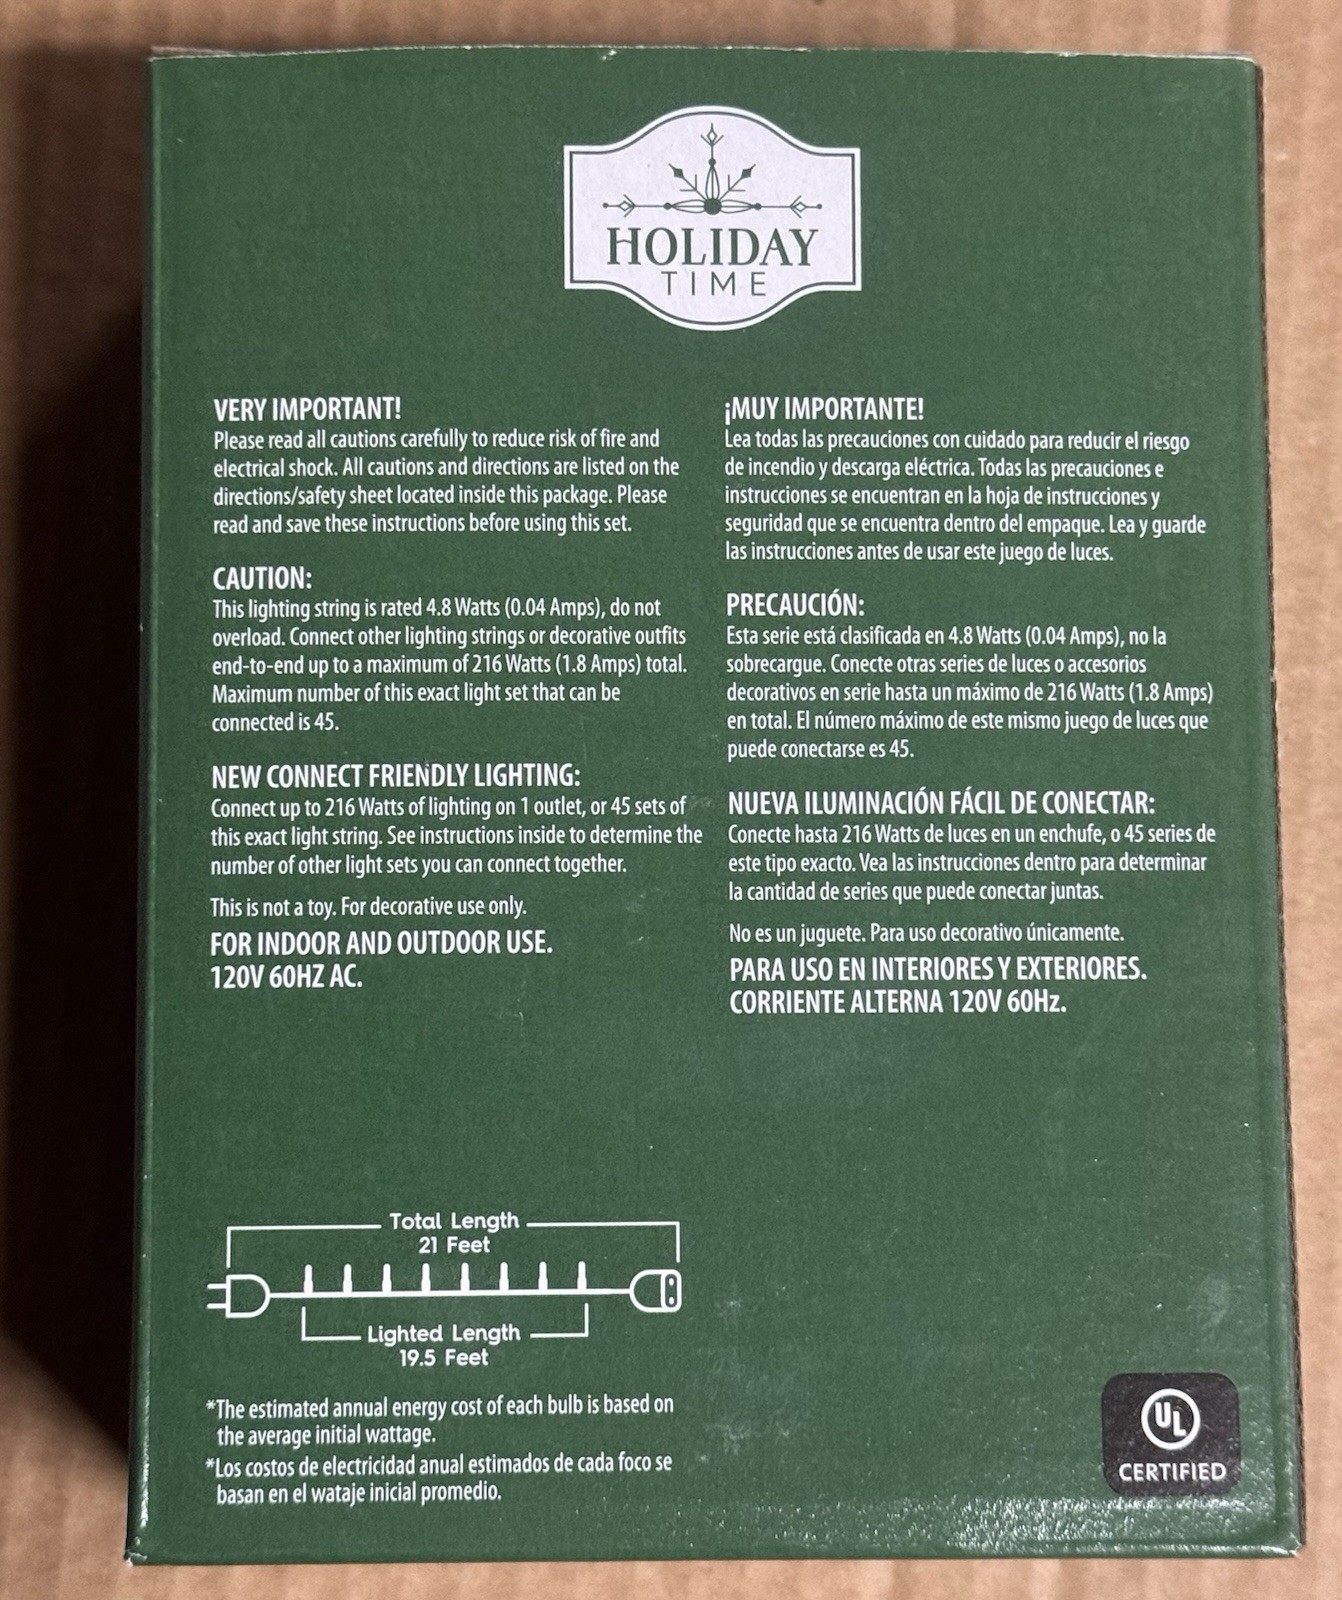 HOLIDAY
TIME
VERY IMPORTANT!
Please read all cautions carefully to reduce risk of fire and
electrical shock. All cautions and directions are listed on the
directions/safety sheet located inside this package. Please
read and save these instructions before using this set.
CAUTION:
This lighting string is rated 4.8 Watts (0.04 Amps), do not
overload. Connect other lighting strings or decorative outfits
end-to-end up to a maximum of 216 Watts (1.8 Amps) total.
Maximum number of this exact light set that can be
connected is 45.
NEW CONNECT FRIENDLY LIGHTING:
Connect up to 216 Watts of lighting on 1 outlet, or 45 sets of
this exact light string. See instructions inside to determine the
number of other light sets you can connect together.
This is not a toy. For decorative use only.
FOR INDOOR AND OUTDOOR USE.
120V 60HZ AC.
¡MUY IMPORTANTE!
Lea todas las precauciones con cuidado para reducir el riesgo
de incendio y descarga eléctrica. Todas las precauciones e
instrucciones se encuentran en la hoja de instrucciones y
seguridad que se encuentra dentro del empaque. Lea y guarde
las instrucciones antes de usar este juego de luces.
PRECAUCIÓN:
Esta serie está clasificada en 4.8 Watts (0.04 Amps), no la
sobrecargue. Conecte otras series de luces o accesorios
decorativos en serie hasta un máximo de 216 Watts (1.8 Amps)
en total. El número máximo de este mismo juego de luces que
puede conectarse es 45.
NUEVA ILUMINACIÓN FÁCIL DE CONECTAR:
Conecte hasta 216 Watts de luces en un enchufe, o 45 series de
este tipo exacto. Vea las instrucciones dentro para determinar
la cantidad de series que puede conectar juntas.
No es un juguete. Para uso decorativo únicamente.
PARA USO EN INTERIORES Y EXTERIORES.
CORRIENTE ALTERNA 120V 60Hz.
Total Length
21 Feet
Lighted Length
19.5 Feet
*The estimated annual energy cost of each bulb is based on
the average initial wattage.
*Los costos de electricidad anual estimados de cada foco se
basan en el wataje inicial promedio.
UL
CERTIFIED